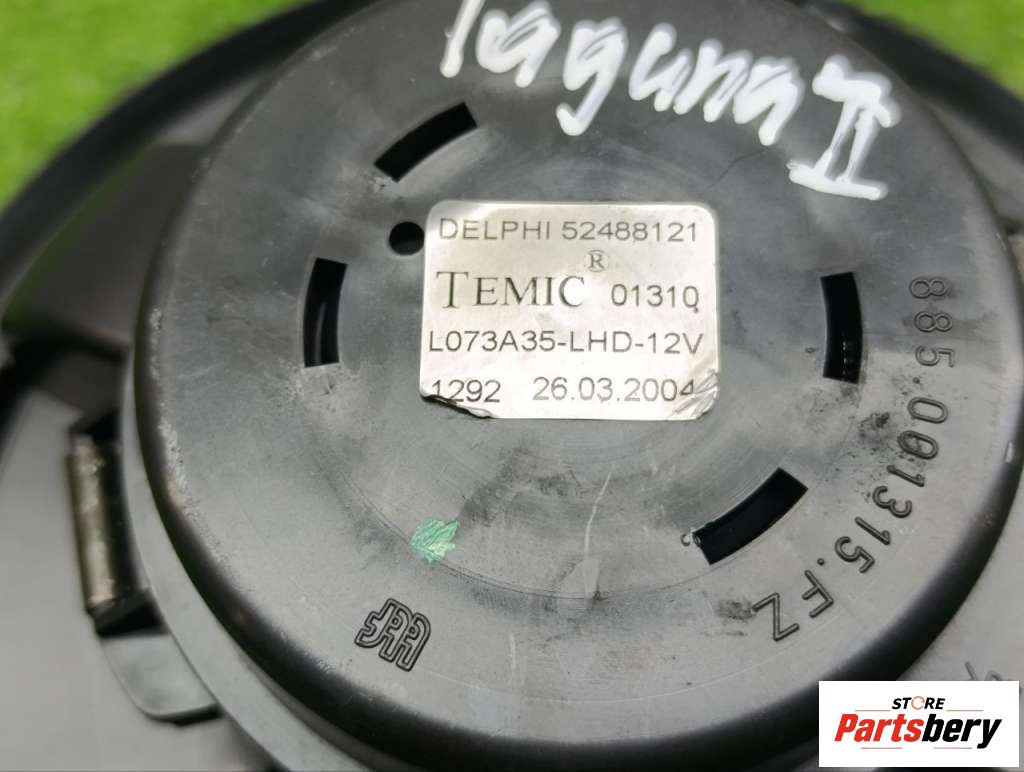 laguna II
DELPHI 52488121
TEMIC ® 01310
L073A35-LHD-12V
1292 26.03.2004
885.001315.FZ
STORE
Partsbery